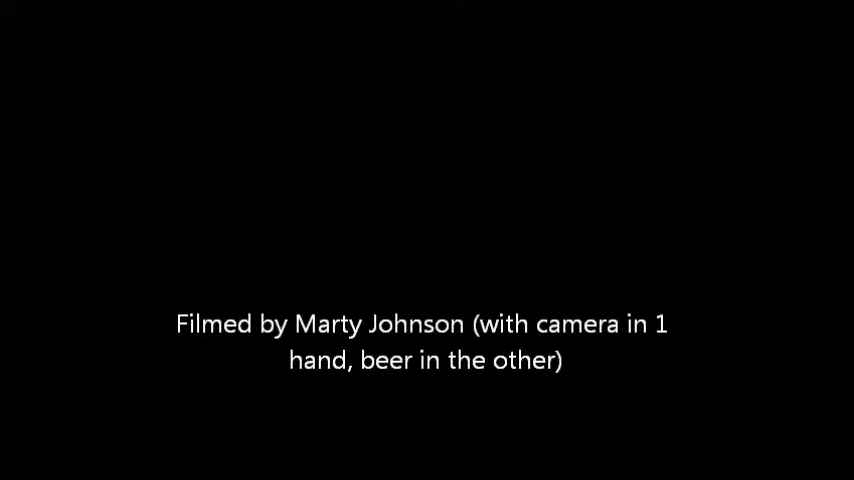 Filmed by Marty Johnson (with camera in 1
hand, beer in the other)